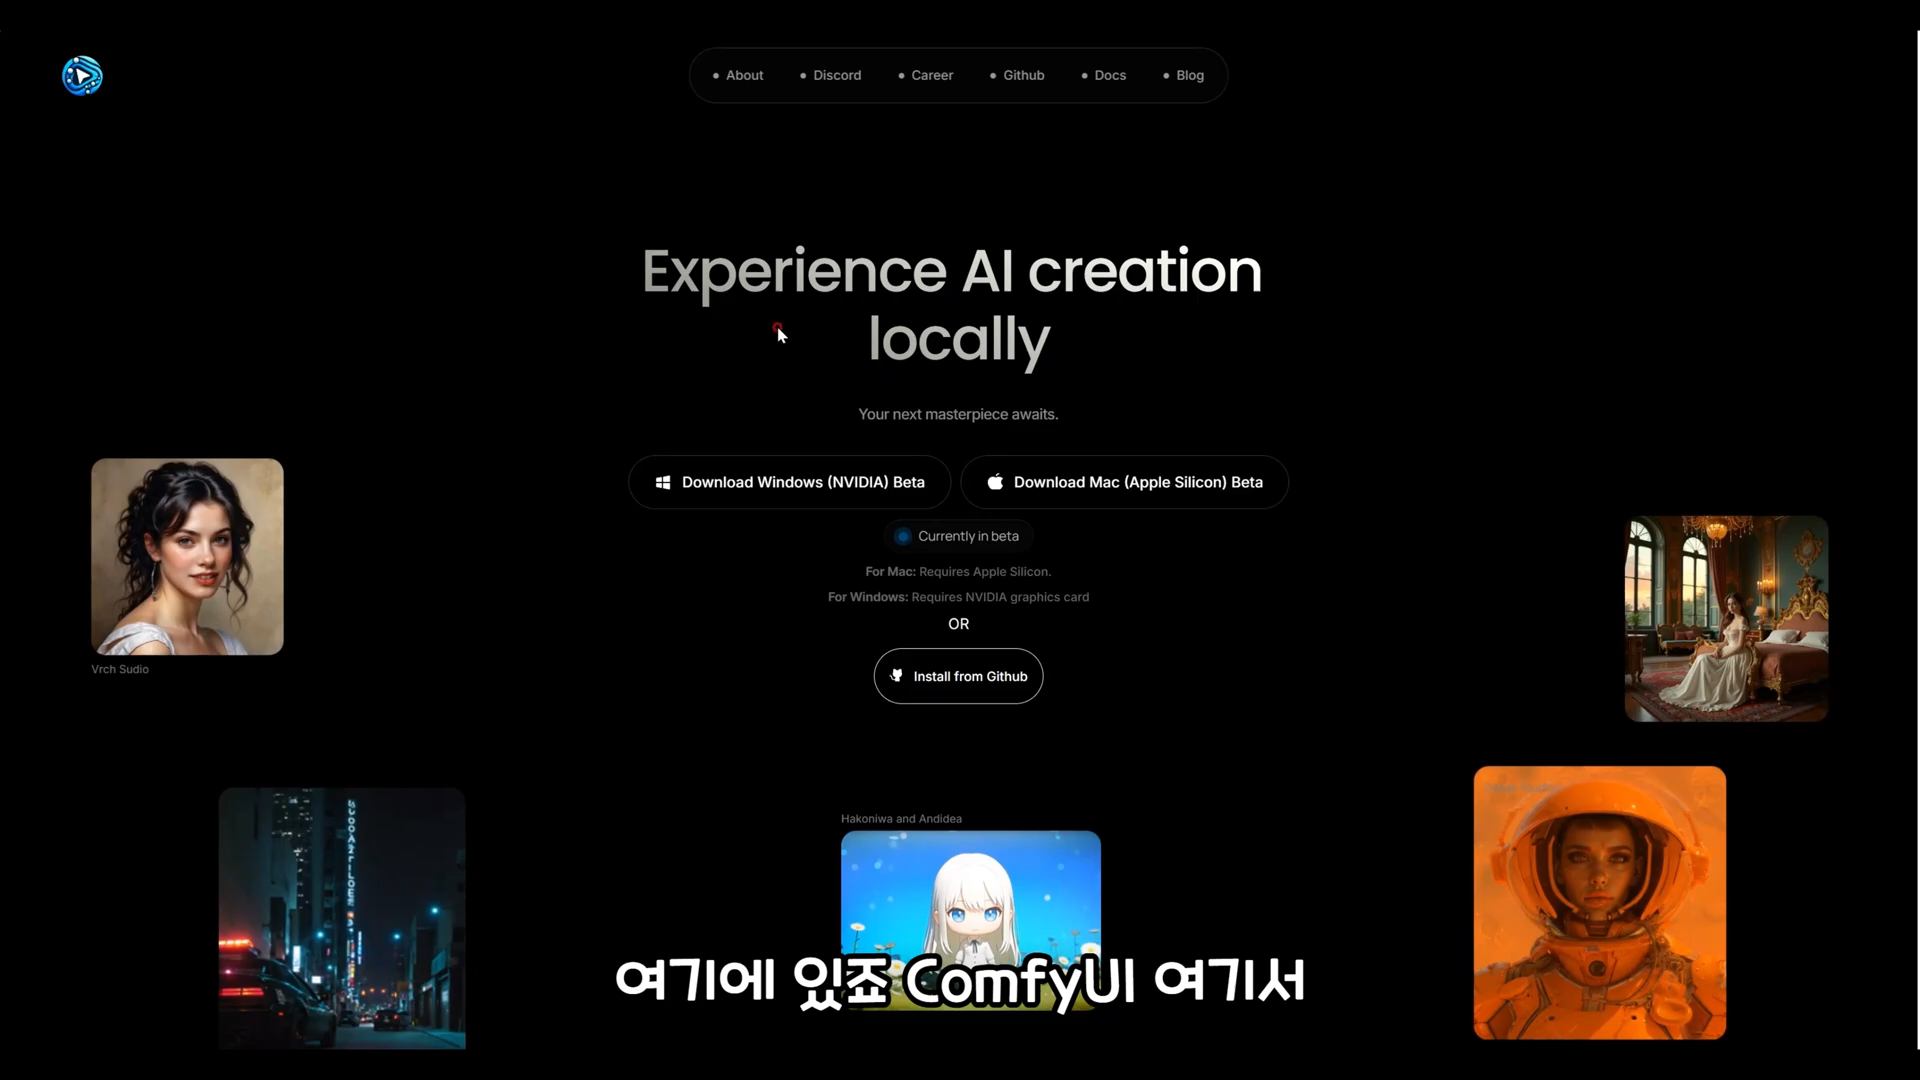 About
Discord
Career
Github
Docs
Blog
Experience AI creation
locally
Your next masterpiece awaits.
Download Windows (NVIDIA) Beta
Download Mac (Apple Silicon) Beta
Currently in beta
For Mac: Requires Apple Silicon.
For Windows: Requires NVIDIA graphics card
OR
Install from Github
Vrch Sudio
Hakoniwa and Andidea
여기에 있죠 ComfyUI 여기서